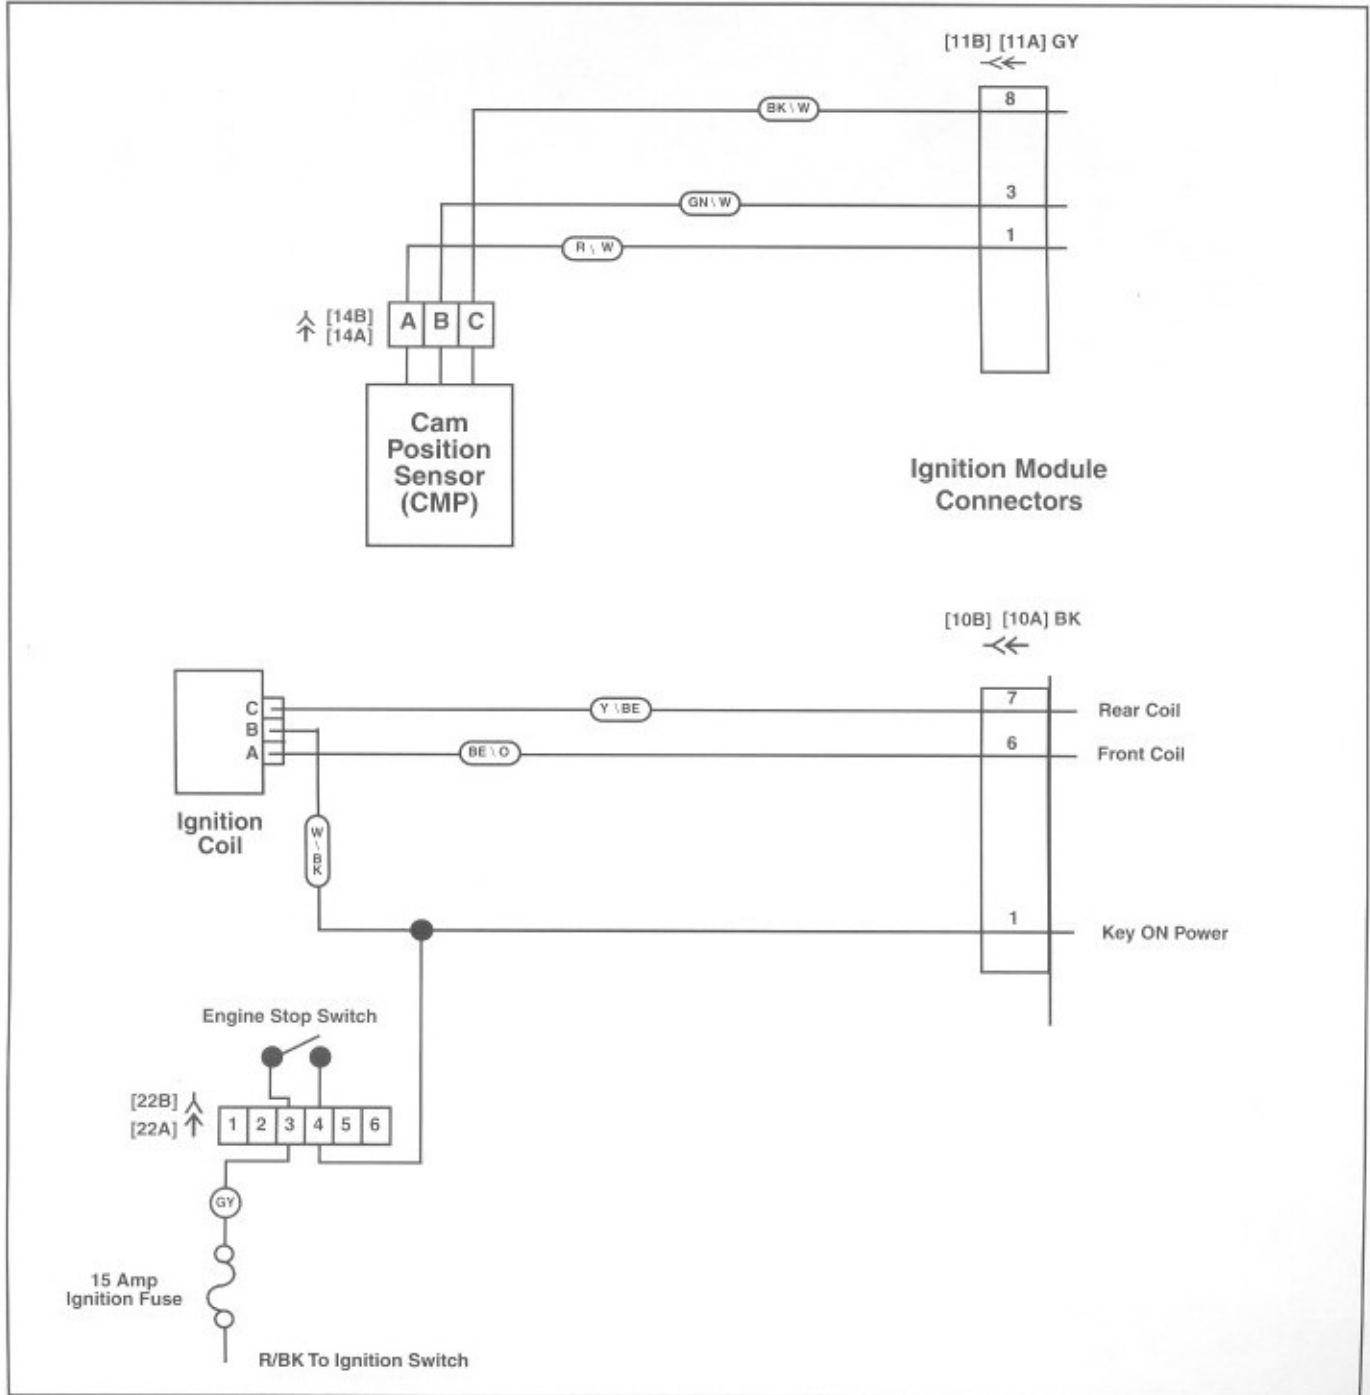 [11B] [11A] GY
8
BK \ W
3
GN \ W
1
R \ W
[14B]
[14A]
A B C
Cam
Position
Sensor
(CMP)
Ignition Module
Connectors
[10B] [10A] BK
C
Y \ BE
7
Rear Coil
B
A
BE \ O
6
Front Coil
Ignition
Coil
W \ BK
1
Key ON Power
Engine Stop Switch
[22B]
[22A]
1 2 3 4 5 6
GY
15 Amp
Ignition Fuse
R/BK To Ignition Switch